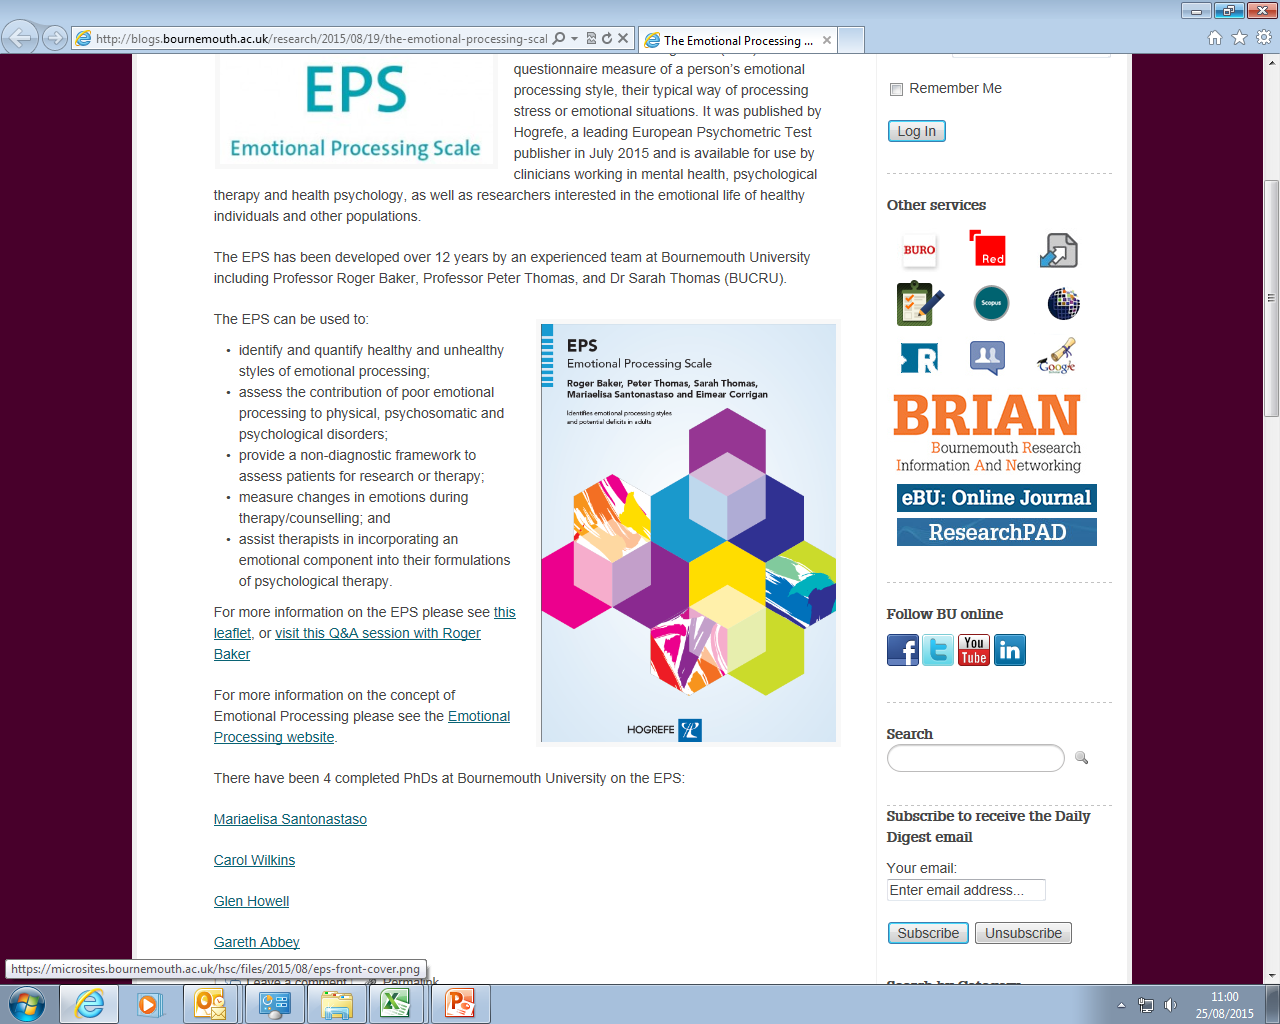 http://blogs.bournemouth.ac.uk/research/2015/08/19/the-emotional-processing-scal
The Emotional Processing ...
EPS
Emotional Processing Scale
questionnaire measure of a person's emotional
processing style, their typical way of processing
stress or emotional situations. It was published by
Hogrefe, a leading European Psychometric Test
publisher in July 2015 and is available for use by
clinicians working in mental health, psychological
therapy and health psychology, as well as researchers interested in the emotional life of healthy
individuals and other populations.
The EPS has been developed over 12 years by an experienced team at Bournemouth University
including Professor Roger Baker, Professor Peter Thomas, and Dr Sarah Thomas (BUCRU).
The EPS can be used to:
• identify and quantify healthy and unhealthy
styles of emotional processing;
• assess the contribution of poor emotional
processing to physical, psychosomatic and
psychological disorders;
• provide a non-diagnostic framework to
assess patients for research or therapy;
• measure changes in emotions during
therapy/counselling; and
• assist therapists in incorporating an
emotional component into their formulations
of psychological therapy.
For more information on the EPS please see this
leaflet, or visit this Q&A session with Roger
Baker
For more information on the concept of
Emotional Processing please see the Emotional
Processing website.
EPS
Emotional Processing Scale
Roger Baker, Peter Thomas, Sarah Thomas,
Mariaelisa Santonastaso and Eimear Corrigan
Identifies emotional processing styles
and potential deficits in adults
HOGREFE
There have been 4 completed PhDs at Bournemouth University on the EPS:
Mariaelisa Santonastaso
Carol Wilkins
Glen Howell
Gareth Abbey
Leave a comment
Permalink
Remember Me
Log In
Other services
BURO
Red
Scopus
R
Google
BRIAN
Bournemouth Research
Information And Networking
eBU: Online Journal
ResearchPAD
Follow BU online
You
Tube
in
Search
Subscribe to receive the Daily
Digest email
Your email:
Enter email address...
Subscribe
Unsubscribe
Search by Category
https://microsites.bournemouth.ac.uk/hsc/files/2015/08/eps-front-cover.png
11:00
25/08/2015